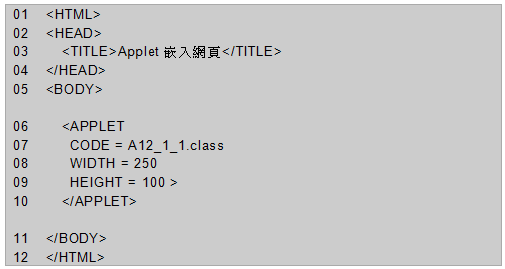 01 <HTML>
02 <HEAD>
03 <TITLE>Applet 嵌入網頁</TITLE>
04 </HEAD>
05 <BODY>
06 <APPLET
07 CODE = A12_1_1.class
08 WIDTH = 250
09 HEIGHT = 100 >
10 </APPLET>
11 </BODY>
12 </HTML>